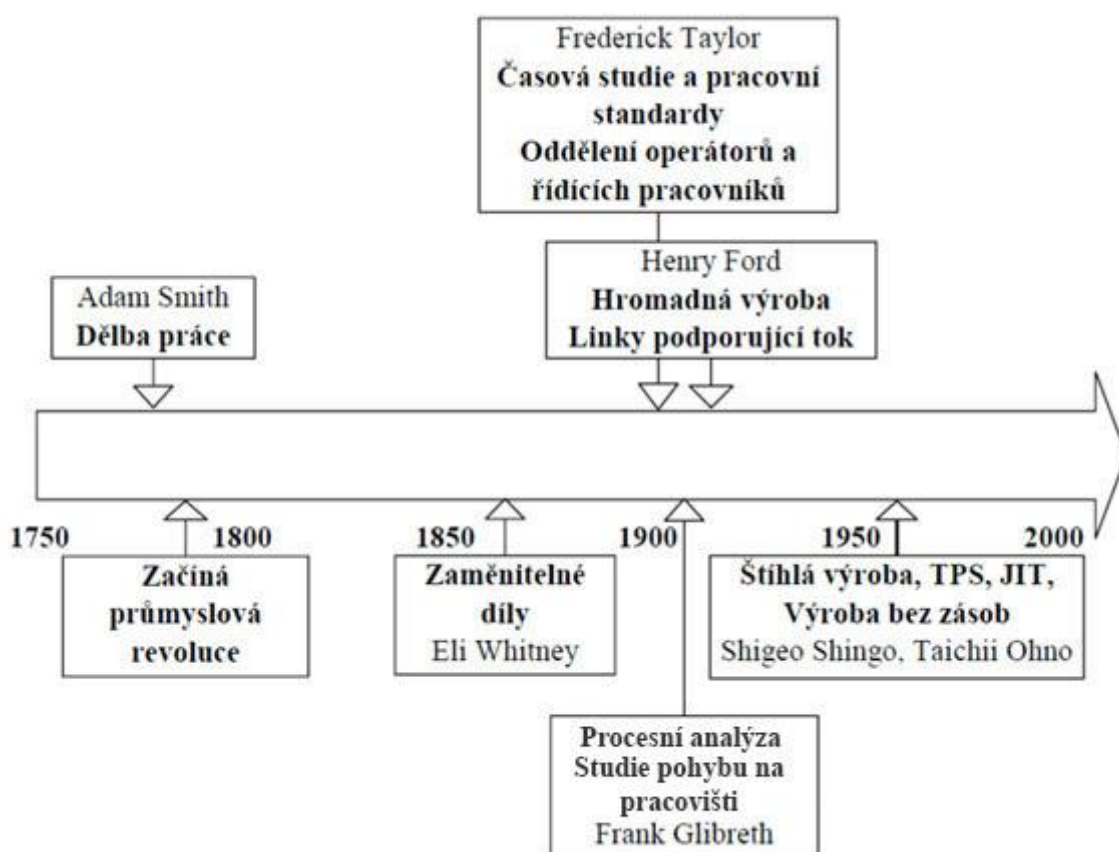 Frederick Taylor
Časová studie a pracovní
standardy
Oddělení operátorů a
řídících pracovníků
Henry Ford
Hromadná výroba
Linky podporující tok
Adam Smith
Dělba práce
1750 1800 1850 1900 1950 2000
Začíná
průmyslová
revoluce
Zaměnitelné
díly
Eli Whitney
Štíhlá výroba, TPS, JIT,
Výroba bez zásob
Shigeo Shingo, Taichii Ohno
Procesní analýza
Studie pohybu na
pracovišti
Frank Glibreth